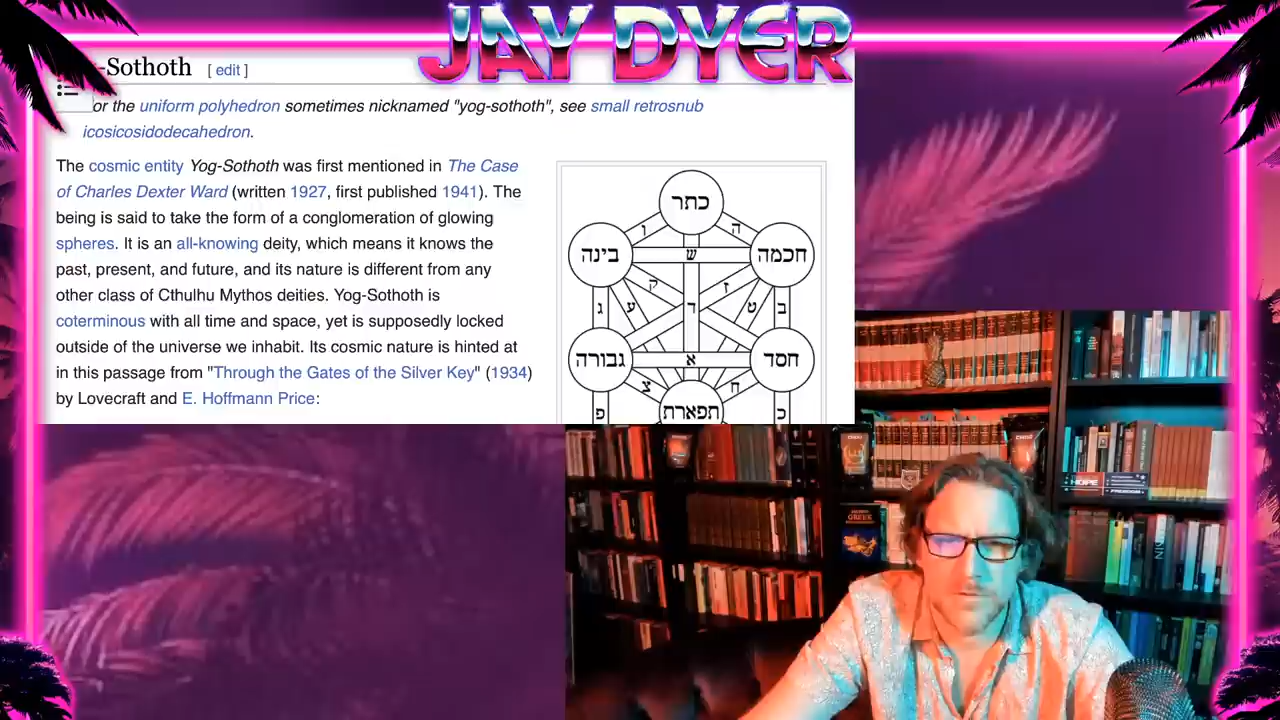 JAY DYER
-Sothoth [ edit ]
or the uniform polyhedron sometimes nicknamed "yog-sothoth", see small retrosnub
icosicosidodecahedron.
The cosmic entity Yog-Sothoth was first mentioned in The Case
of Charles Dexter Ward (written 1927, first published 1941). The
being is said to take the form of a conglomeration of glowing
spheres. It is an all-knowing deity, which means it knows the
past, present, and future, and its nature is different from any
other class of Cthulhu Mythos deities. Yog-Sothoth is
coterminous with all time and space, yet is supposedly locked
outside of the universe we inhabit. Its cosmic nature is hinted at
in this passage from "Through the Gates of the Silver Key" (1934)
by Lovecraft and E. Hoffmann Price:
כתר
ה ו
חכמה ש בינה
ז ק
ב ט ד ע ג
חסד א גבורה
ח צ
כ תפארת פ
HOPE
GREEK